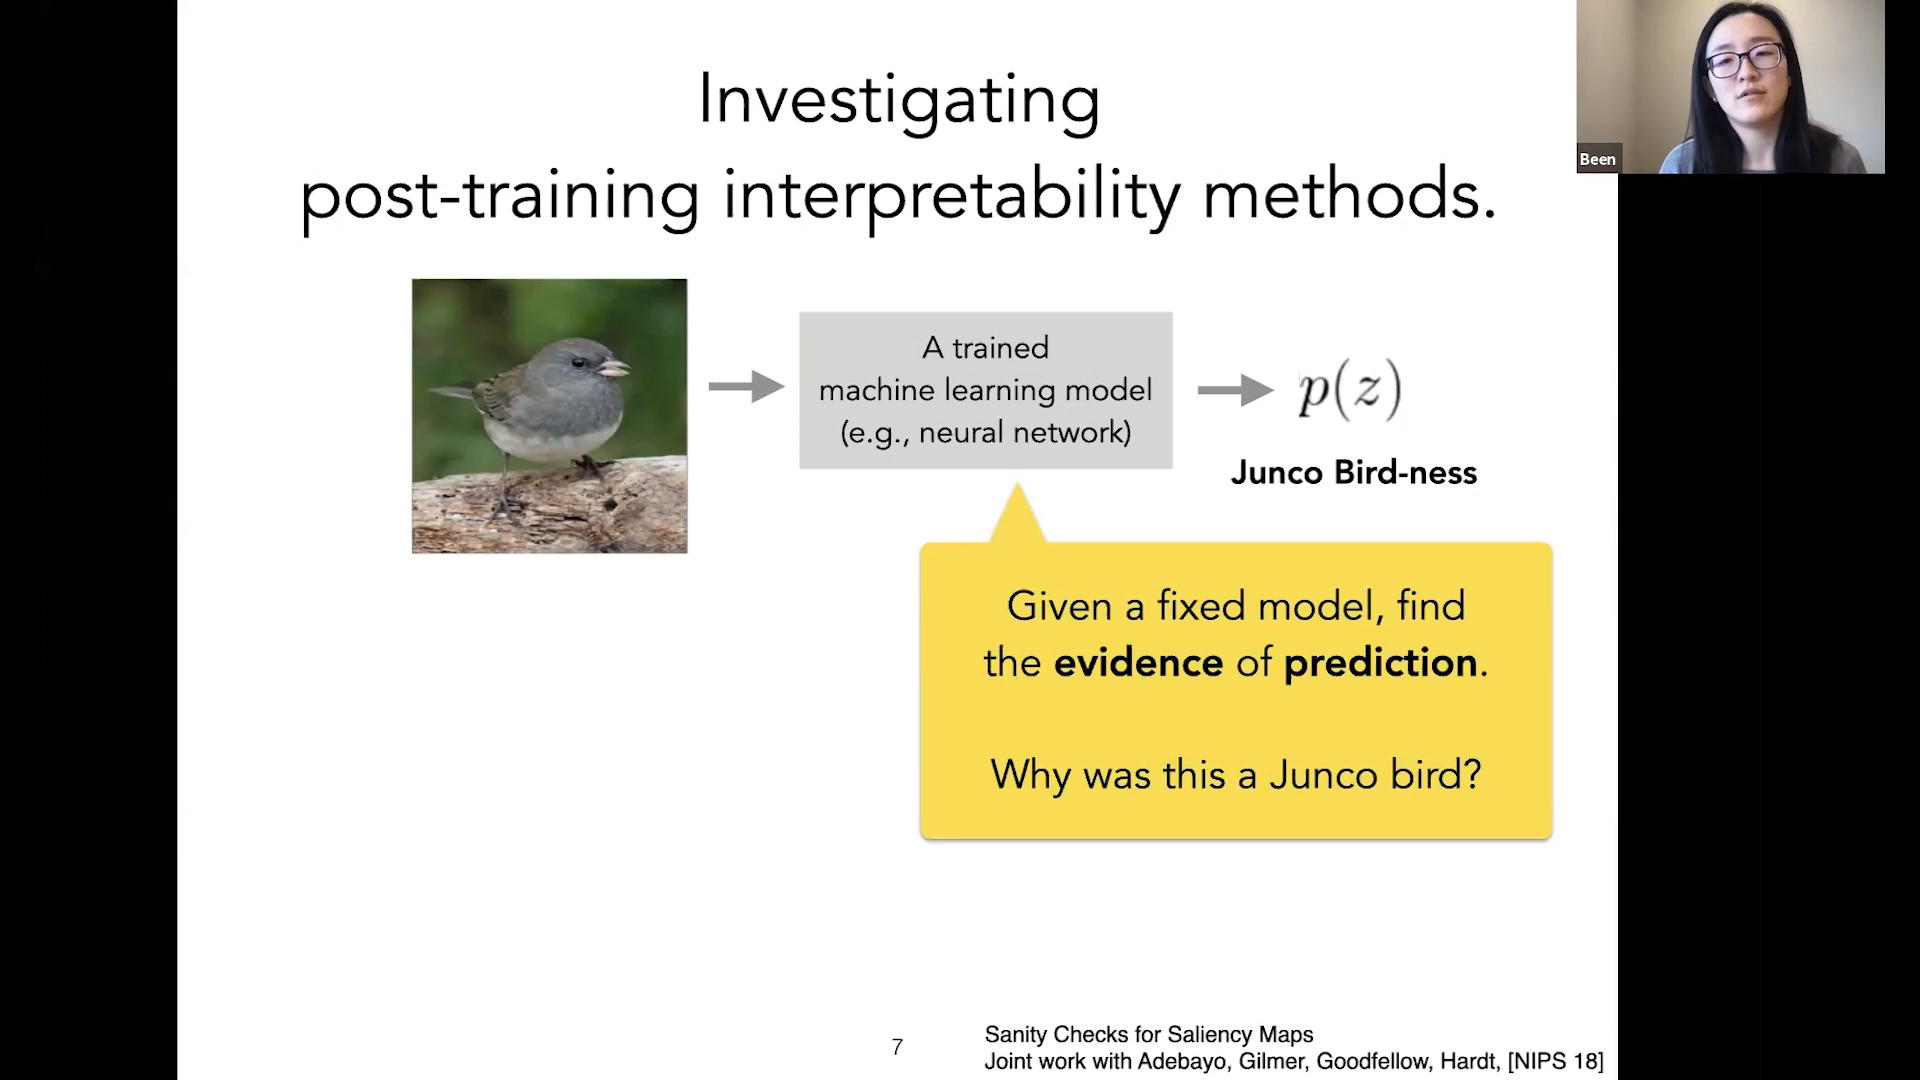 Investigating
post-training interpretability methods.
Been
A trained
machine learning model
(e.g., neural network)
p(z)
Junco Bird-ness
Given a fixed model, find
the evidence of prediction.
Why was this a Junco bird?
7
Sanity Checks for Saliency Maps
Joint work with Adebayo, Gilmer, Goodfellow, Hardt, [NIPS 18]